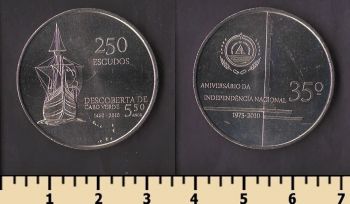 250
ESCUDOS
DESCOBERTA DE
CABO VERDE 550
1460 - 2010 ANOS
ANIVERSÁRIO DA
INDEPENDÊNCIA NACIONAL 35º
1975-2010
1 2 3 4 5 6 7